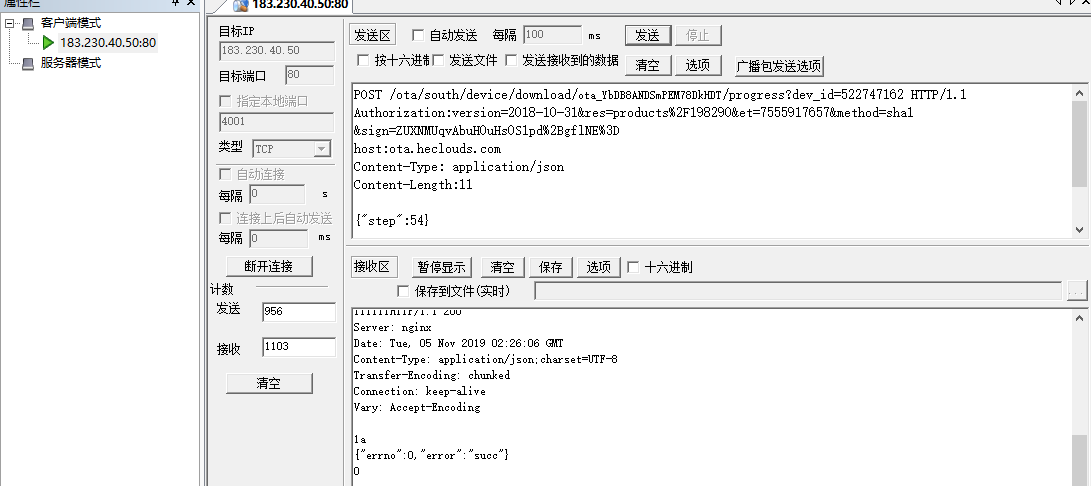 属性栏
183.230.40.50:80
客户端模式
183.230.40.50:80
服务器模式
目标IP
183.230.40.50
目标端口
80
指定本地端口
4001
类型 TCP
自动连接
每隔 0 s
连接上后自动发送
每隔 0 ms
断开连接
计数
发送 956
接收 1103
清空
发送区 自动发送 每隔 100 ms 发送 停止
按十六进制 发送文件 发送接收到的数据 清空 选项 广播包发送选项
POST /ota/south/device/download/ota_YbDB8ANDSmPEM78DkHDT/progress?dev_id=522747162 HTTP/1.1
Authorization:version=2018-10-31&res=products%2F198290&et=7555917657&method=sha1
&sign=ZUXNMUqvAbuHOuHsOS1pd%2BgflNE%3D
host:ota.heclouds.com
Content-Type: application/json
Content-Length:11
{"step":54}
接收区 暂停显示 清空 保存 选项 十六进制
保存到文件(实时) ...
Server: nginx
Date: Tue, 05 Nov 2019 02:26:06 GMT
Content-Type: application/json;charset=UTF-8
Transfer-Encoding: chunked
Connection: keep-alive
Vary: Accept-Encoding
1a
{"errno":0,"error":"succ"}
0